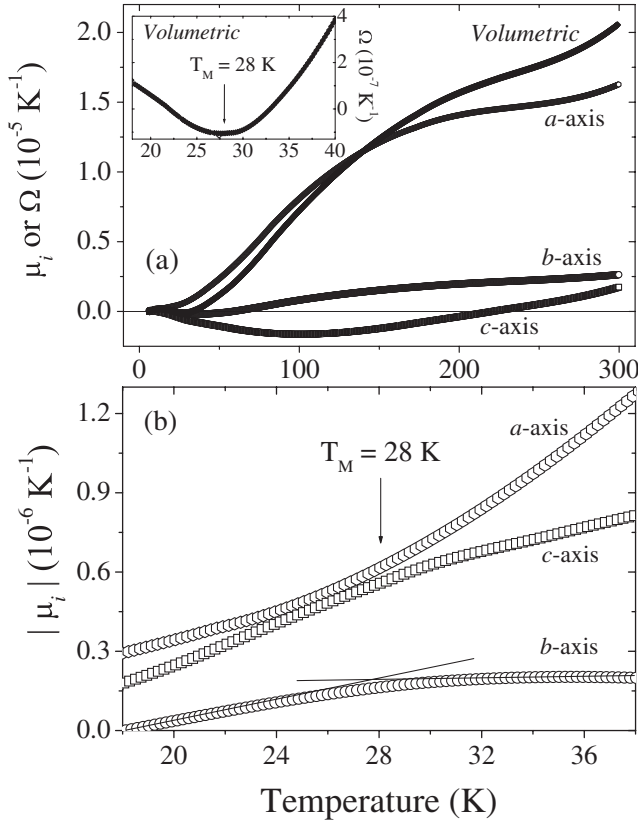 Volumetric
T_M = 28 K
4
2
0
Ω (10⁻⁷ K⁻¹)
20 25 30 35 40
Volumetric
a-axis
b-axis
c-axis
(a)
2.0
1.5
1.0
0.5
0.0
μ_i or Ω (10⁻⁵ K⁻¹)
0 100 200 300
(b)
T_M = 28 K
a-axis
c-axis
b-axis
1.2
0.9
0.6
0.3
0.0
| μ_i | (10⁻⁶ K⁻¹)
20 24 28 32 36
Temperature (K)